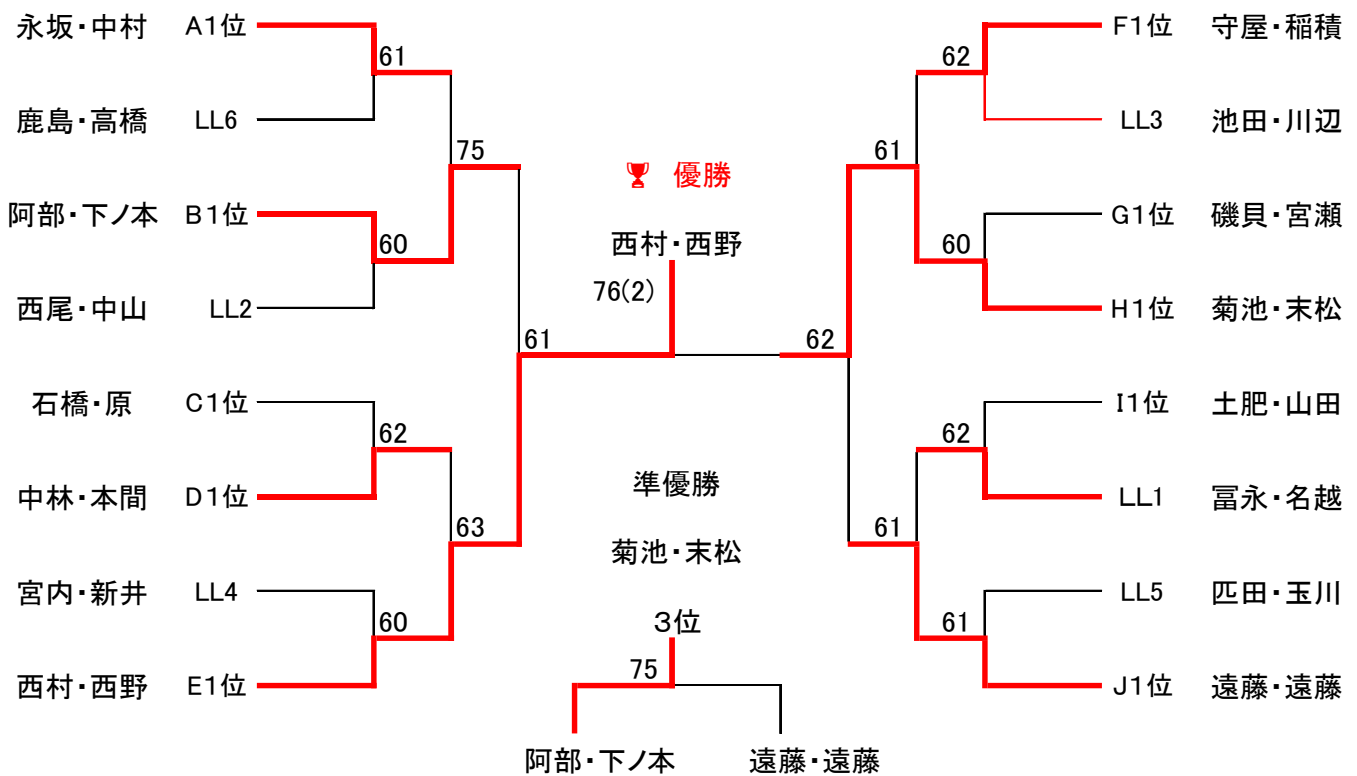 永坂・中村 A1位
61
鹿島・高橋 LL6
75
阿部・下ノ本 B1位
60
西尾・中山 LL2
61
石橋・原 C1位
62
中林・本間 D1位
63
宮内・新井 LL4
60
西村・西野 E1位
優勝
西村・西野
76(2)
準優勝
菊池・末松
3位
75
阿部・下ノ本 遠藤・遠藤
F1位 守屋・稲積
62
LL3 池田・川辺
61
G1位 磯貝・宮瀬
60
H1位 菊池・末松
62
I1位 土肥・山田
62
LL1 冨永・名越
61
LL5 匹田・玉川
61
J1位 遠藤・遠藤